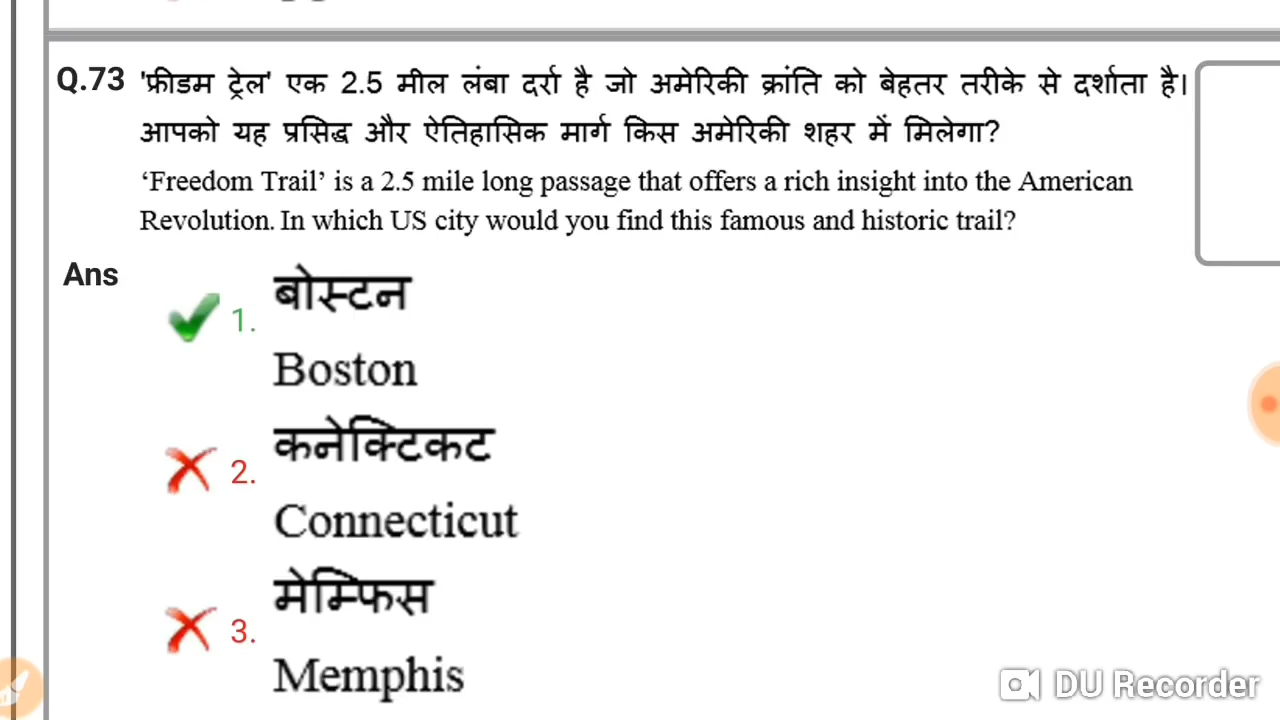 Q.73 'फ्रीडम ट्रेल' एक 2.5 मील लंबा दर्रा है जो अमेरिकी क्रांति को बेहतर तरीके से दर्शाता है।
आपको यह प्रसिद्ध और ऐतिहासिक मार्ग किस अमेरिकी शहर में मिलेगा?
‘Freedom Trail’ is a 2.5 mile long passage that offers a rich insight into the American
Revolution. In which US city would you find this famous and historic trail?
Ans
1. बोस्टन
Boston
2. कनेक्टिकट
Connecticut
3. मेम्फिस
Memphis
DU Recorder